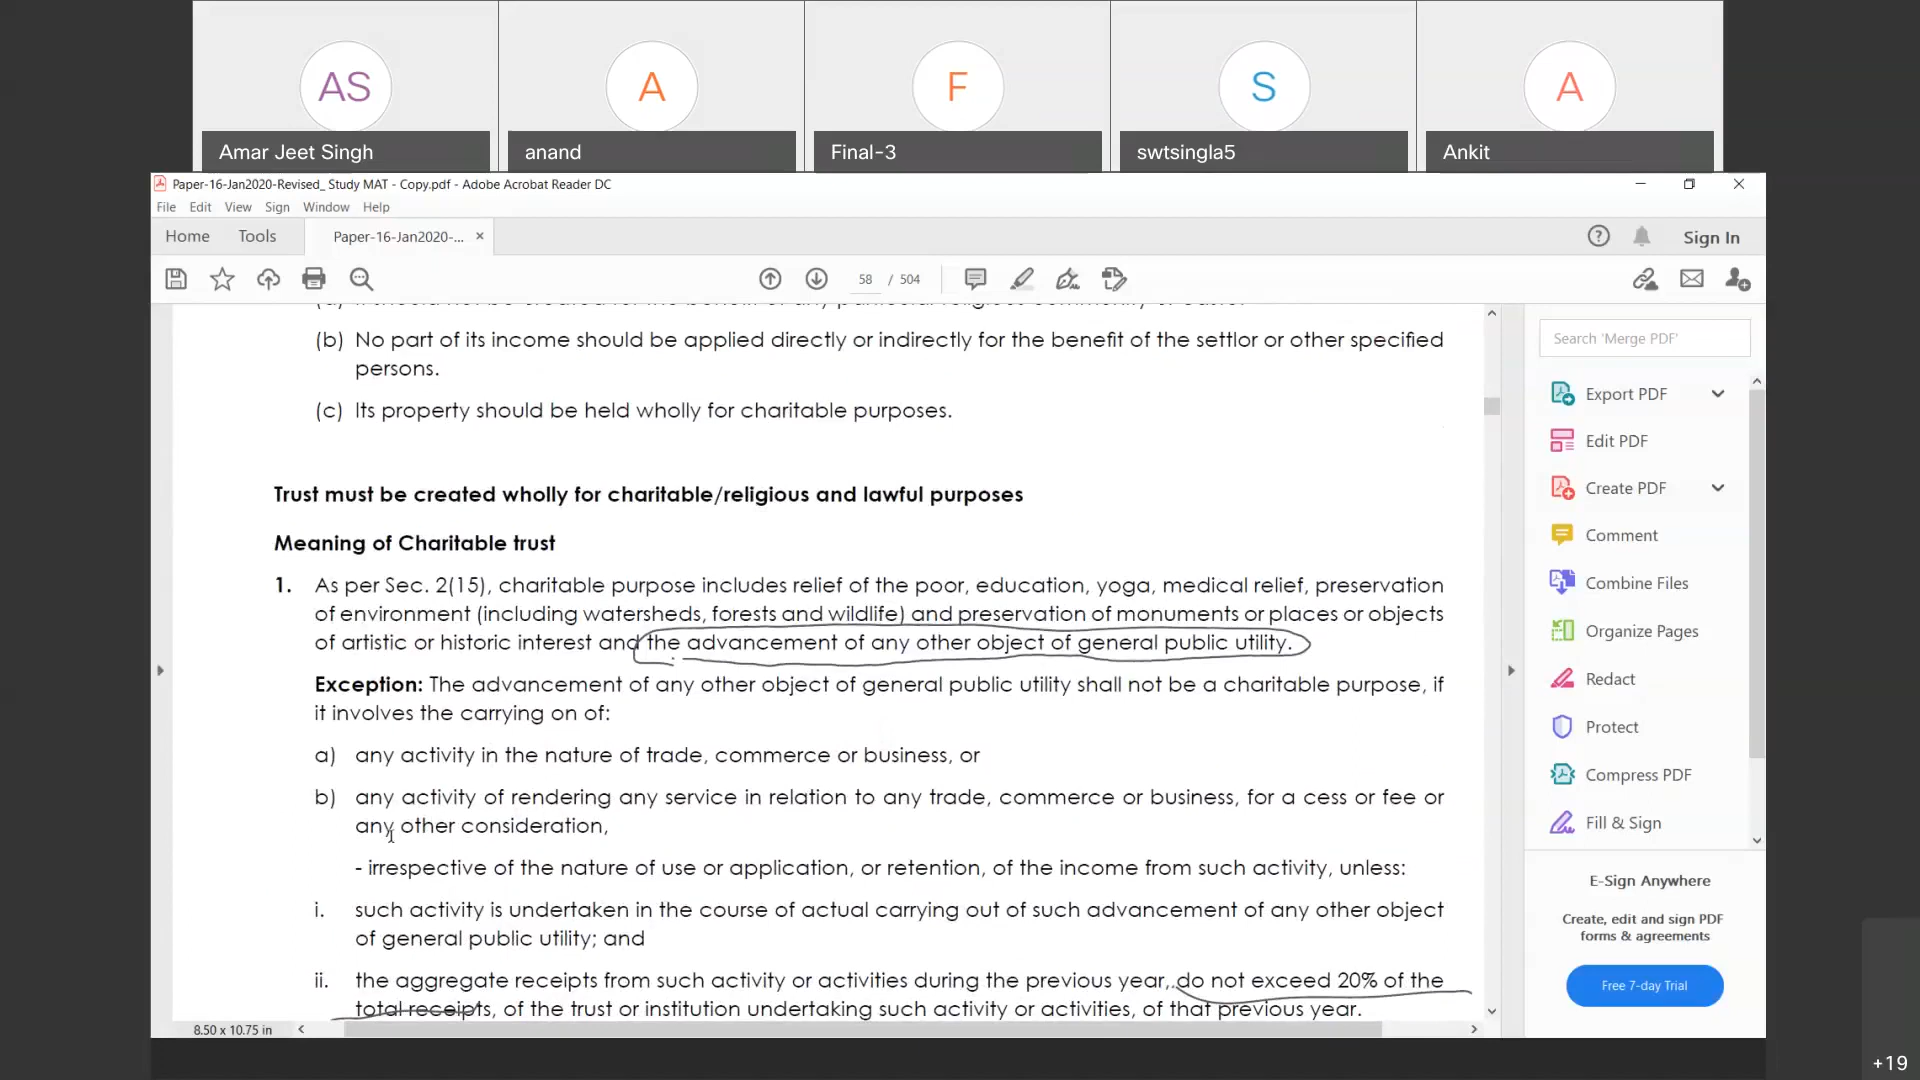 AS
A
F
S
A
Amar Jeet Singh
anand
Final-3
swtsingla5
Ankit
Paper-16-Jan2020-Revised_ Study MAT - Copy.pdf - Adobe Acrobat Reader DC
File Edit View Sign Window Help
Home Tools Paper-16-Jan2020-... × Sign In
58 / 504
(b) No part of its income should be applied directly or indirectly for the benefit of the settlor or other specified
persons.
(c) Its property should be held wholly for charitable purposes.
Trust must be created wholly for charitable/religious and lawful purposes
Meaning of Charitable trust
1. As per Sec. 2(15), charitable purpose includes relief of the poor, education, yoga, medical relief, preservation
of environment (including watersheds, forests and wildlife) and preservation of monuments or places or objects
of artistic or historic interest and the advancement of any other object of general public utility.
Exception: The advancement of any other object of general public utility shall not be a charitable purpose, if
it involves the carrying on of:
a) any activity in the nature of trade, commerce or business, or
b) any activity of rendering any service in relation to any trade, commerce or business, for a cess or fee or
any other consideration,
- irrespective of the nature of use or application, or retention, of the income from such activity, unless:
i. such activity is undertaken in the course of actual carrying out of such advancement of any other object
of general public utility; and
ii. the aggregate receipts from such activity or activities during the previous year, do not exceed 20% of the
total receipts, of the trust or institution undertaking such activity or activities, of that previous year.
8.50 x 10.75 in
Search 'Merge PDF'
Export PDF
Edit PDF
Create PDF
Comment
Combine Files
Organize Pages
Redact
Protect
Compress PDF
Fill & Sign
E-Sign Anywhere
Create, edit and sign PDF
forms & agreements
Free 7-day Trial
+19